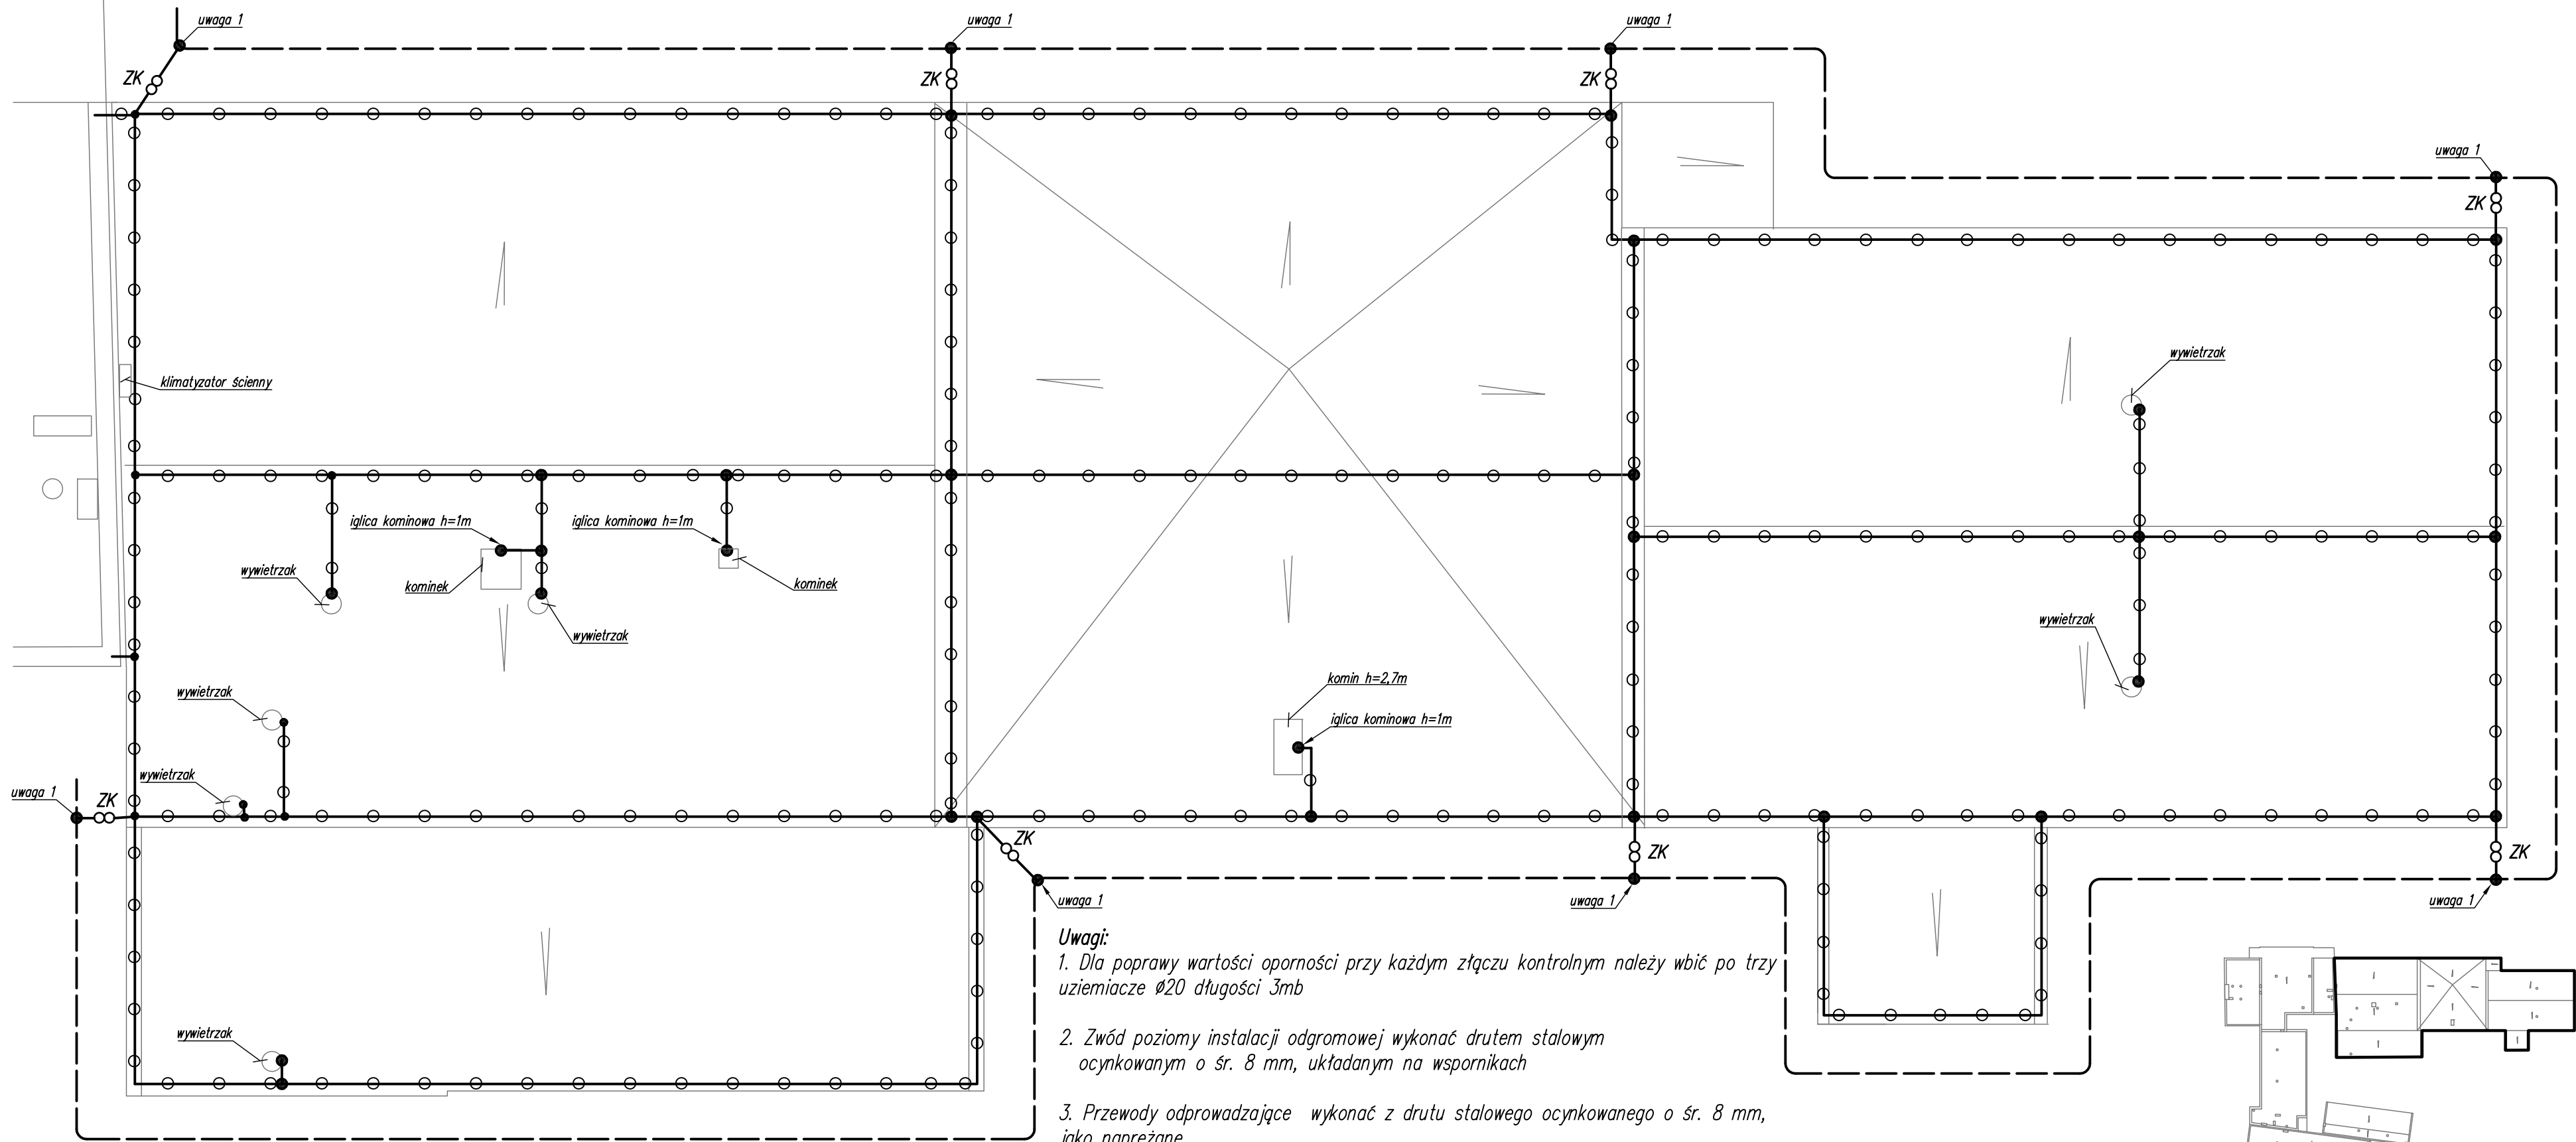 uwaga 1
uwaga 1
uwaga 1
ZK
ZK
ZK
uwaga 1
ZK
wywietrzak
klimatyzator ścienny
iglica kominowa h=1m
iglica kominowa h=1m
wywietrzak
kominek
kominek
wywietrzak
wywietrzak
komin h=2,7m
wywietrzak
iglica kominowa h=1m
wywietrzak
uwaga 1
ZK
ZK
ZK
ZK
uwaga 1
uwaga 1
uwaga 1
Uwagi:
1. Dla poprawy wartości oporności przy każdym złączu kontrolnym należy wbić po trzy
uziemiacze ø20 długości 3mb
wywietrzak
2. Zwód poziomy instalacji odgromowej wykonać drutem stalowym
ocynkowanym o śr. 8 mm, układanym na wspornikach
3. Przewody odprowadzające wykonać z drutu stalowego ocynkowanego o śr. 8 mm,
jako naprężane